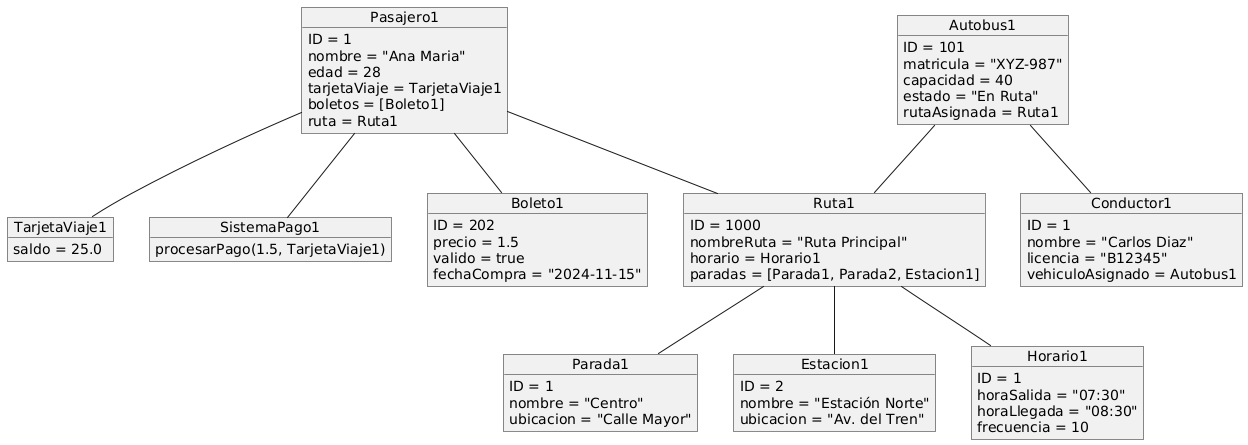 Pasajero1
ID = 1
nombre = "Ana Maria"
edad = 28
tarjetaViaje = TarjetaViaje1
boletos = [Boleto1]
ruta = Ruta1
Autobus1
ID = 101
matricula = "XYZ-987"
capacidad = 40
estado = "En Ruta"
rutaAsignada = Ruta1
TarjetaViaje1
saldo = 25.0
SistemaPago1
procesarPago(1.5, TarjetaViaje1)
Boleto1
ID = 202
precio = 1.5
valido = true
fechaCompra = "2024-11-15"
Ruta1
ID = 1000
nombreRuta = "Ruta Principal"
horario = Horario1
paradas = [Parada1, Parada2, Estacion1]
Conductor1
ID = 1
nombre = "Carlos Diaz"
licencia = "B12345"
vehiculoAsignado = Autobus1
Parada1
ID = 1
nombre = "Centro"
ubicacion = "Calle Mayor"
Estacion1
ID = 2
nombre = "Estación Norte"
ubicacion = "Av. del Tren"
Horario1
ID = 1
horaSalida = "07:30"
horaLlegada = "08:30"
frecuencia = 10